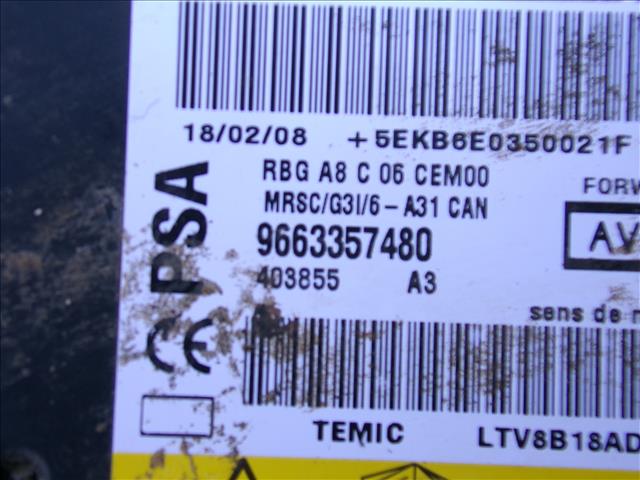 18/02/08 +5EKB6E0350021F
RBG A8 C 06 CEM00
MRSC/G3I/6-A31 CAN
9663357480
403855 A3
PSA
CE
FORW
AV
sens de m
TEMIC LTV8B18AD